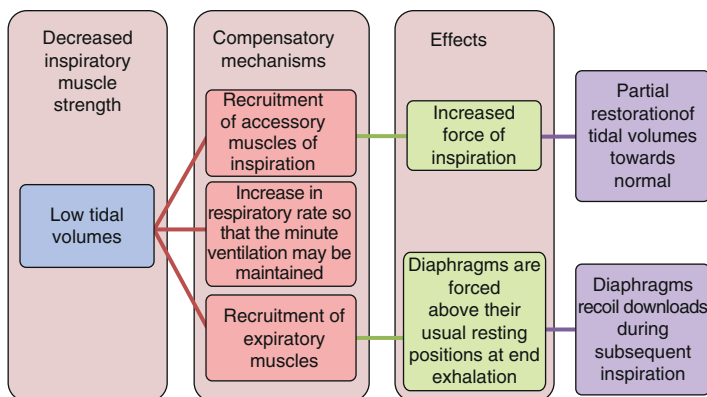 Decreased
inspiratory
muscle
strength
Low tidal
volumes
Compensatory
mechanisms
Recruitment
of accessory
muscles of
inspiration
Increase in
respiratory rate so
that the minute
ventilation may be
maintained
Recruitment of
expiratory
muscles
Effects
Increased
force of
inspiration
Diaphragms are
forced
above their
usual resting
positions at end
exhalation
Partial
restorationof
tidal volumes
towards
normal
Diaphragms
recoil downloads
during
subsequent
inspiration